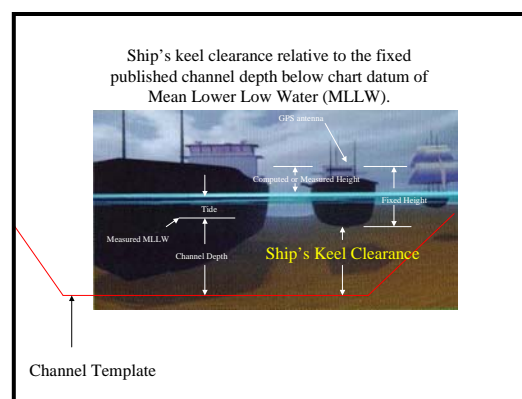 Ship’s keel clearance relative to the fixed
published channel depth below chart datum of
Mean Lower Low Water (MLLW).
GPS antenna
Computed or Measured Height
Fixed Height
Tide
Measured MLLW
Channel Depth
Ship’s Keel Clearance
Channel Template